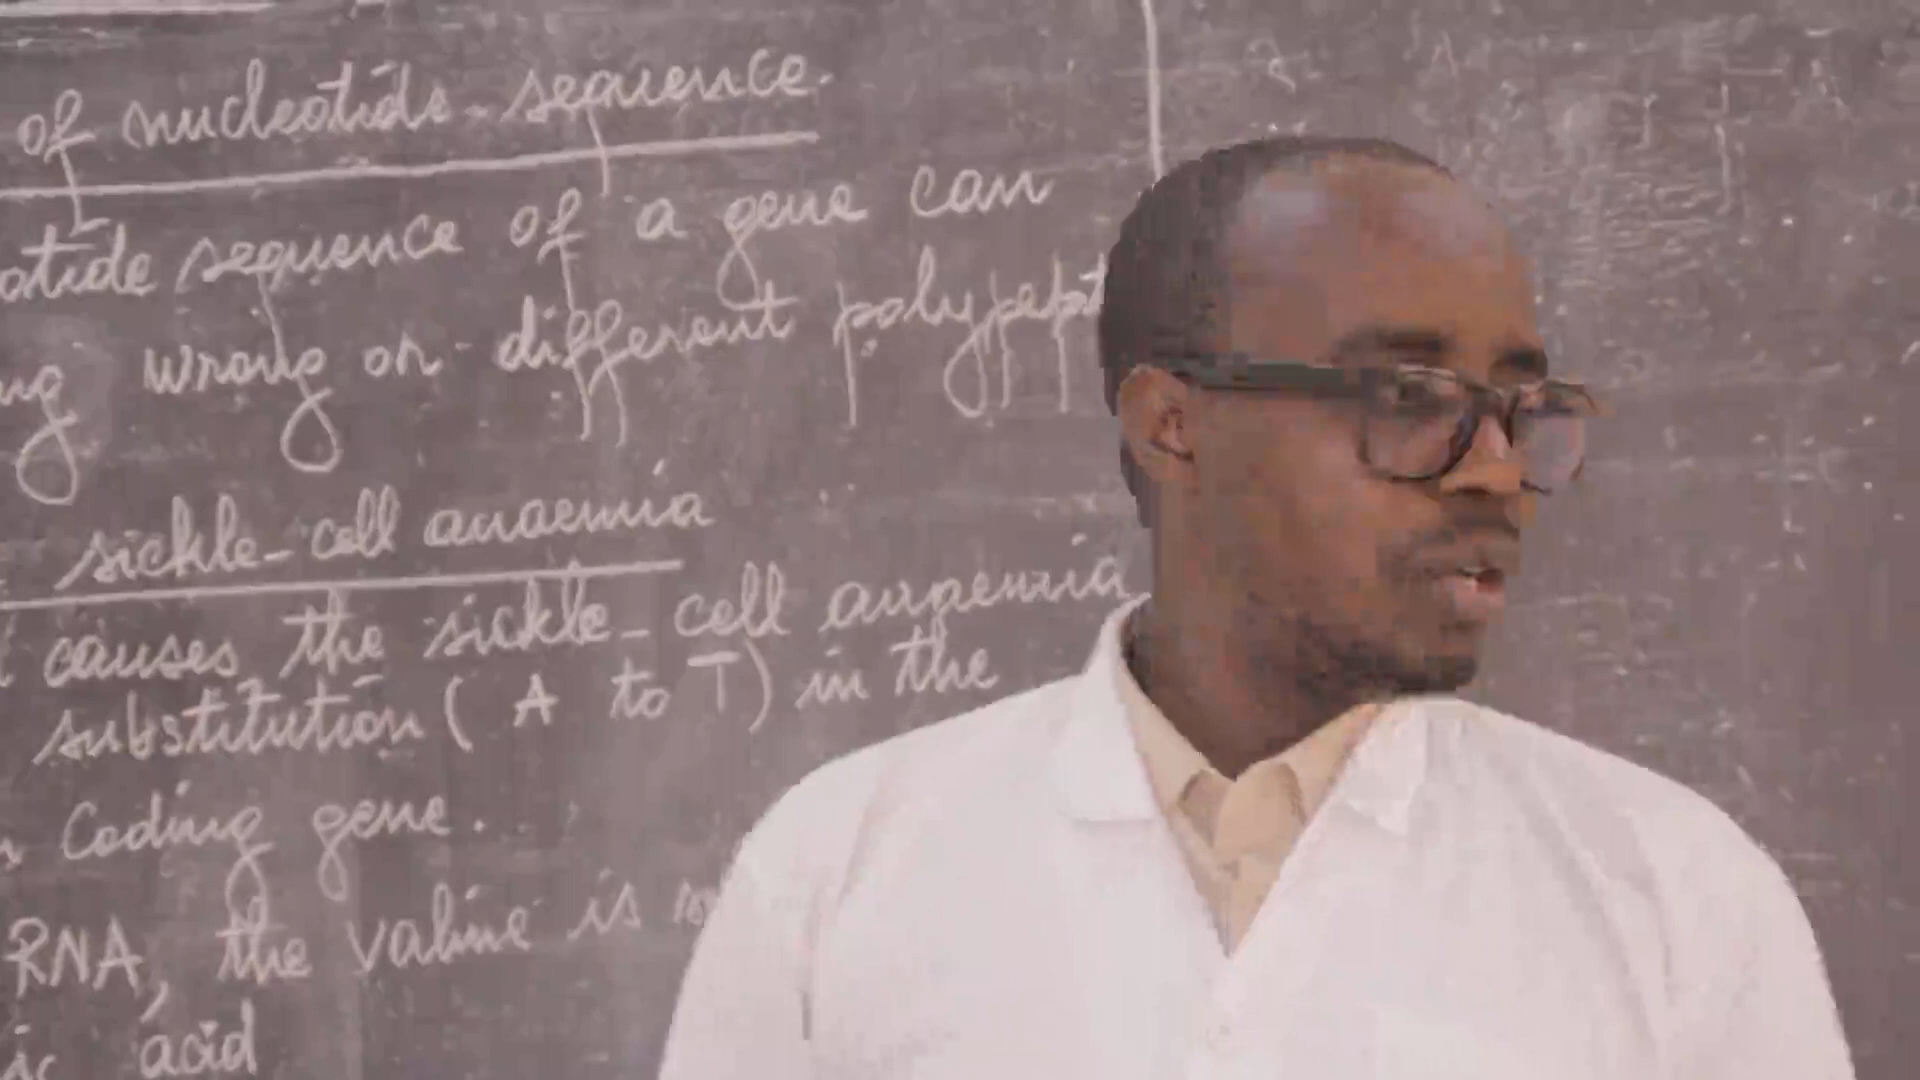 of nucleotide sequence.
otide sequence of a gene can
ng wrong or different polypept
sickle-cell anaemia
causes the sickle-cell anaemia
substitution ( A to T) in the
Coding gene.
RNA, the valine is
ic acid